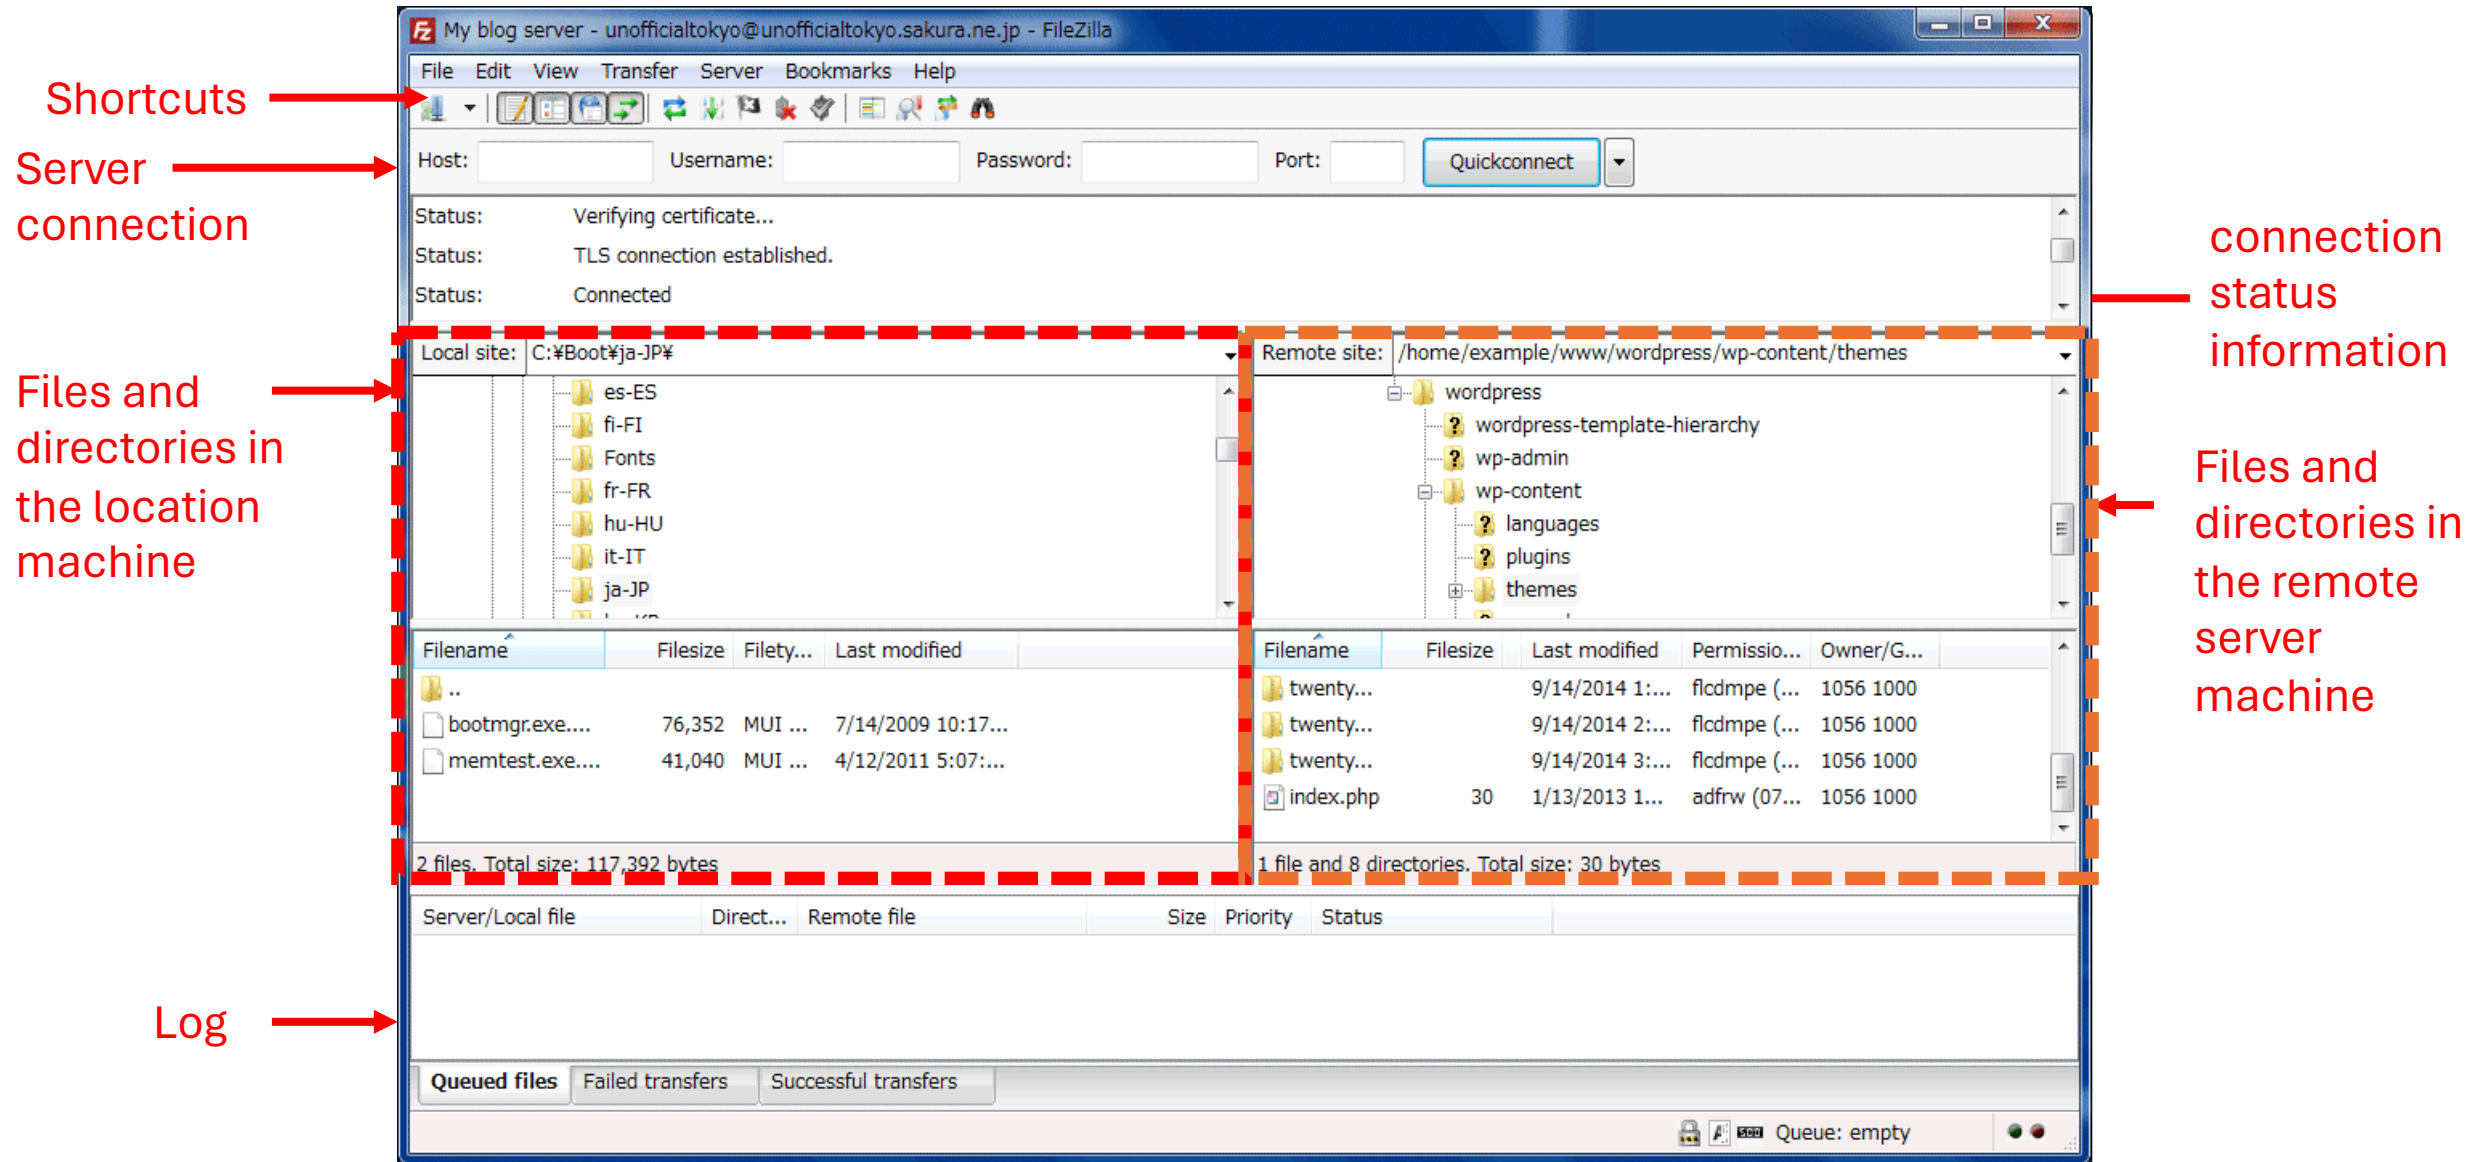 My blog server - unofficialtokyo@unofficialtokyo.sakura.ne.jp - FileZilla
File Edit View Transfer Server Bookmarks Help
Shortcuts
Server
connection
Host: Username: Password: Port: Quickconnect
Status: Verifying certificate...
Status: TLS connection established.
Status: Connected
connection
status
information
Files and
directories in
the location
machine
Local site: C:¥Boot¥ja-JP¥
es-ES
fi-FI
Fonts
fr-FR
hu-HU
it-IT
ja-JP
Filename Filesize Filety... Last modified
..
bootmgr.exe.... 76,352 MUI ... 7/14/2009 10:17...
memtest.exe.... 41,040 MUI ... 4/12/2011 5:07:...
2 files. Total size: 117,392 bytes
Remote site: /home/example/www/wordpress/wp-content/themes
wordpress
wordpress-template-hierarchy
wp-admin
wp-content
languages
plugins
themes
Filename Filesize Last modified Permissio... Owner/G...
twenty... 9/14/2014 1:... flcdmpe (... 1056 1000
twenty... 9/14/2014 2:... flcdmpe (... 1056 1000
twenty... 9/14/2014 3:... flcdmpe (... 1056 1000
index.php 30 1/13/2013 1... adfrw (07... 1056 1000
1 file and 8 directories. Total size: 30 bytes
Files and
directories in
the remote
server
machine
Server/Local file Direct... Remote file Size Priority Status
Log
Queued files Failed transfers Successful transfers
Queue: empty